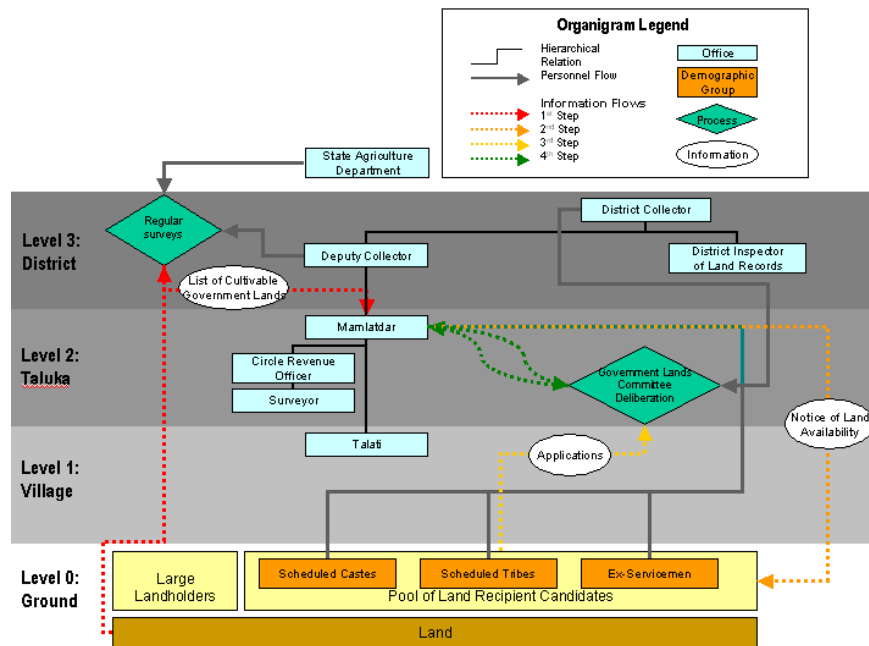 Organigram Legend
Hierarchical
Relation
Personnel Flow
Information Flows
1st Step
2nd Step
3rd Step
4th Step
Office
Demographic
Group
Process
Information
State Agriculture
Department
Level 3:
District
Regular
surveys
District Collector
Deputy Collector
District Inspector
of Land Records
List of Cultivable
Government Lands
Level 2:
Taluka
Mamlatdar
Circle Revenue
Officer
Surveyor
Government Lands
Committee
Deliberation
Notice of Land
Availability
Talati
Level 1:
Village
Applications
Level 0:
Ground
Large
Landholders
Scheduled Castes
Scheduled Tribes
Ex-Servicemen
Pool of Land Recipient Candidates
Land